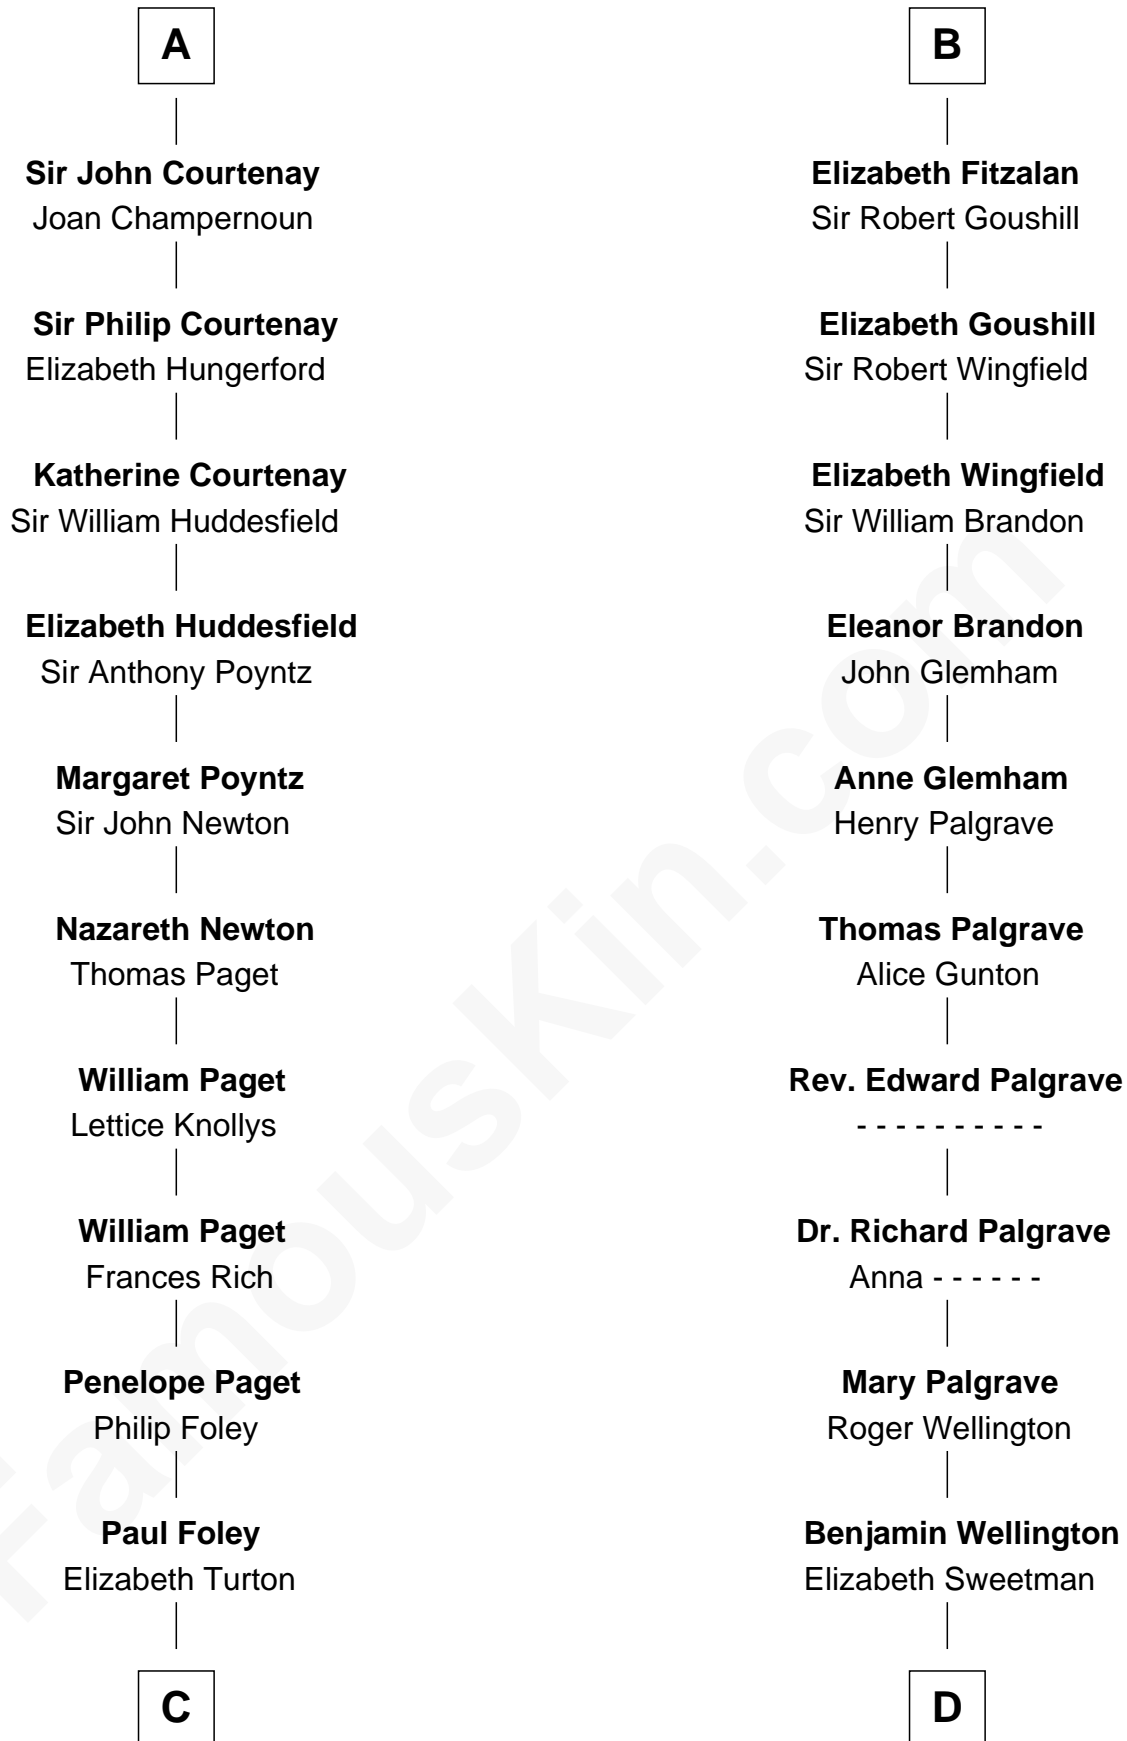 A
Sir John Courtenay
Joan Champernoun
Sir Philip Courtenay
Elizabeth Hungerford
Katherine Courtenay
Sir William Huddesfield
Elizabeth Huddesfield
Sir Anthony Poyntz
Margaret Poyntz
Sir John Newton
Nazareth Newton
Thomas Paget
William Paget
Lettice Knollys
William Paget
Frances Rich
Penelope Paget
Philip Foley
Paul Foley
Elizabeth Turton
C
B
Elizabeth Fitzalan
Sir Robert Goushill
Elizabeth Goushill
Sir Robert Wingfield
Elizabeth Wingfield
Sir William Brandon
Eleanor Brandon
John Glemham
Anne Glemham
Henry Palgrave
Thomas Palgrave
Alice Gunton
Rev. Edward Palgrave
- - - - - - - - - -
Dr. Richard Palgrave
Anna - - - - - -
Mary Palgrave
Roger Wellington
Benjamin Wellington
Elizabeth Sweetman
D
FamousKin.com